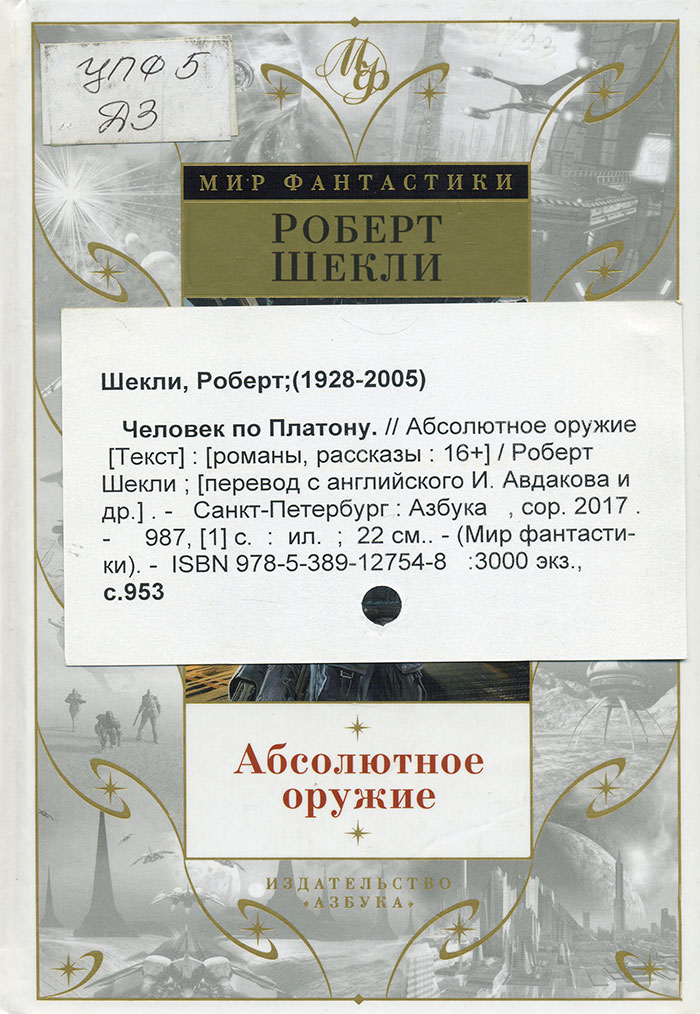 УПФ 5
ДЗ
МФ
МИР ФАНТАСТИКИ
РОБЕРТ
ШЕКЛИ
Шекли, Роберт;(1928-2005)
Человек по Платону. // Абсолютное оружие
[Текст] : [романы, рассказы : 16+] / Роберт
Шекли ; [перевод с английского И. Авдакова и
др.] . - Санкт-Петербург : Азбука , сор. 2017 .
- 987, [1] с. : ил. ; 22 см.. - (Мир фантасти-
ки). - ISBN 978-5-389-12754-8 :3000 экз.,
с.953
Абсолютное
оружие
ИЗДАТЕЛЬСТВО
«АЗБУКА»